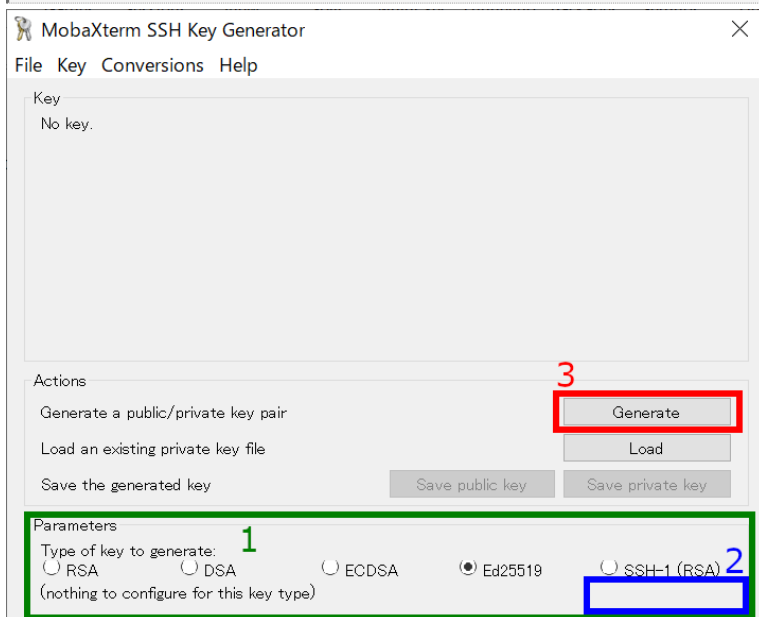 MobaXterm SSH Key Generator
File Key Conversions Help
Key
No key.
Actions
3
Generate a public/private key pair
Generate
Load an existing private key file
Load
Save the generated key
Save public key
Save private key
Parameters
1
Type of key to generate:
2
RSA DSA ECDSA Ed25519 SSH-1 (RSA)
(nothing to configure for this key type)